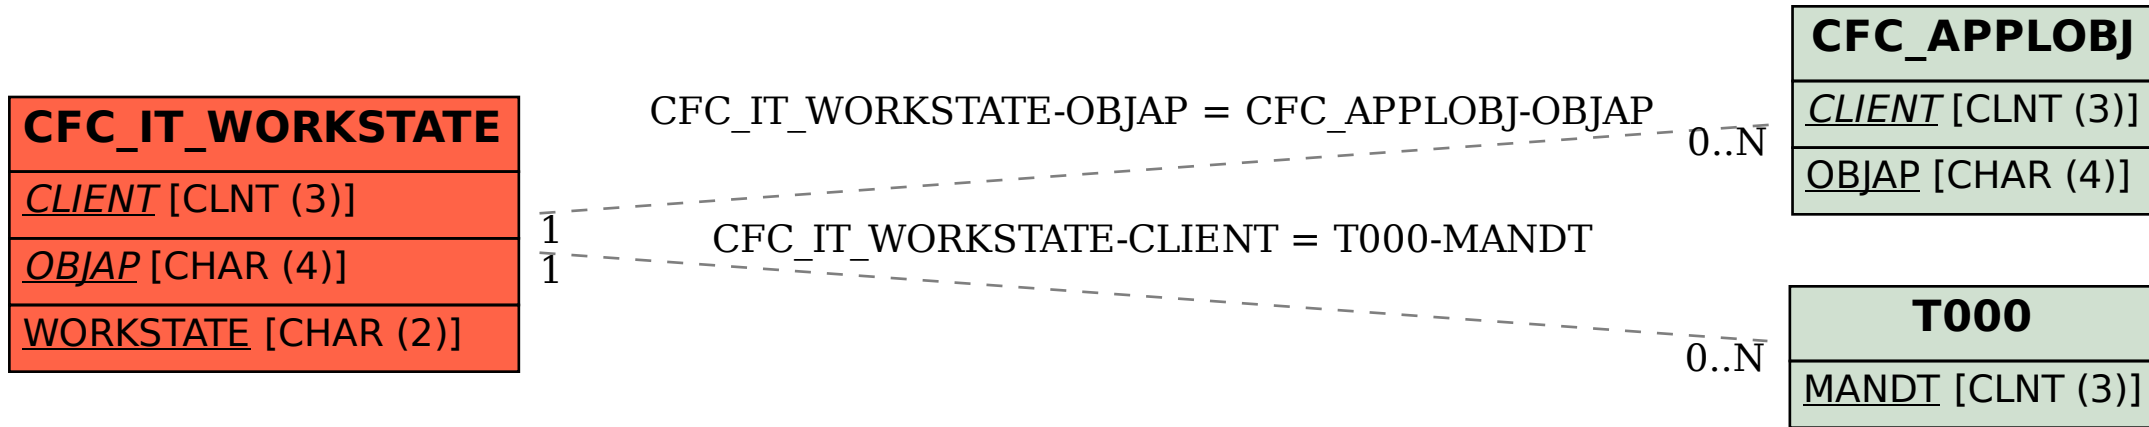 CFC_IT_WORKSTATE
CLIENT [CLNT (3)]
OBJAP [CHAR (4)]
WORKSTATE [CHAR (2)]
CFC_IT_WORKSTATE-OBJAP = CFC_APPLOBJ-OBJAP
1
0..N
CFC_IT_WORKSTATE-CLIENT = T000-MANDT
1
0..N
CFC_APPLOBJ
CLIENT [CLNT (3)]
OBJAP [CHAR (4)]
T000
MANDT [CLNT (3)]